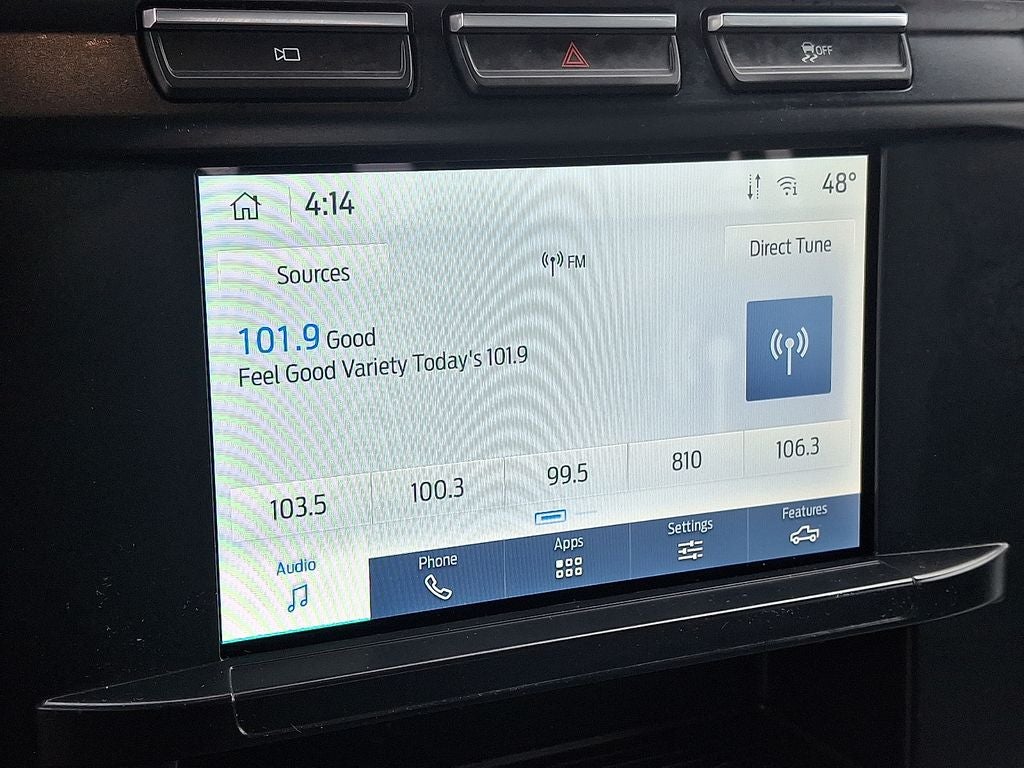 OFF
4:14
48°
Sources
FM
Direct Tune
101.9 Good
Feel Good Variety Today's 101.9
103.5
100.3
99.5
810
106.3
Audio
Phone
Apps
Settings
Features